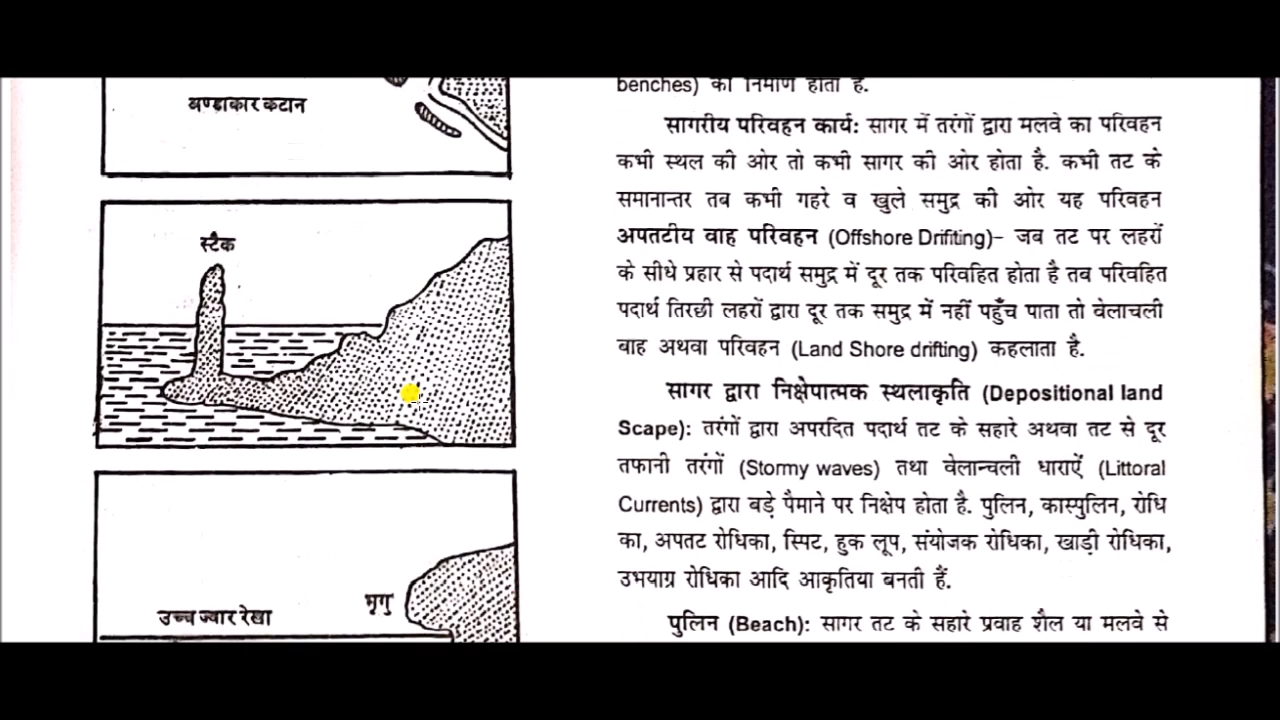 अण्डाकार कटान
स्टैक
उच्च ज्वार रेखा
भृगु
benches) का निर्माण होता है.
सागरीय परिवहन कार्य: सागर में तरंगों द्वारा मलवे का परिवहन
कभी स्थल की ओर तो कभी सागर की ओर होता है. कभी तट के
समानान्तर तब कभी गहरे व खुले समुद्र की ओर यह परिवहन
अपतटीय वाह परिवहन (Offshore Drifiting)– जब तट पर लहरों
के सीधे प्रहार से पदार्थ समुद्र में दूर तक परिवहित होता है तब परिवहित
पदार्थ तिरछी लहरों द्वारा दूर तक समुद्र में नहीं पहुँच पाता तो वेलाचली
वाह अथवा परिवहन (Land Shore drifting) कहलाता है.
सागर द्वारा निक्षेपात्पक स्थलाकृति (Depositional land
Scape): तरंगों द्वारा अपरदित पदार्थ तट के सहारे अथवा तट से दूर
तफानी तरंगों (Stormy waves) तथा वेलान्चली धाराऐं (Littoral
Currents) द्वारा बड़े पैमाने पर निक्षेप होता है. पुलिन, कास्पुलिन, रोधि
का, अपतट रोधिका, स्पिट, हुक लूप, संयोजक रोधिका, खाड़ी रोधिका,
उभयाग्र रोधिका आदि आकृतिया बनती हैं.
पुलिन (Beach): सागर तट के सहारे प्रवाह शैल या मलवे से